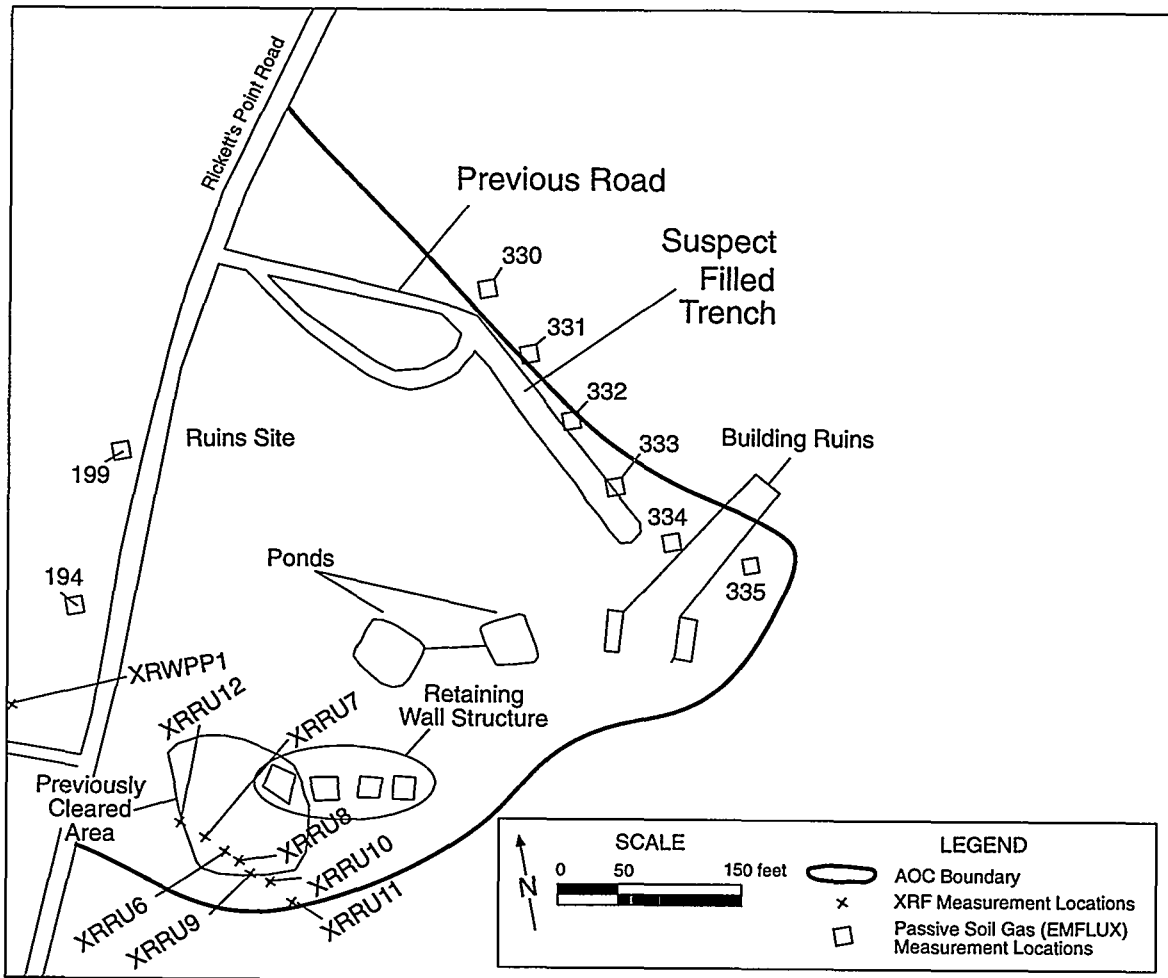 Rickett's Point Road
Previous Road
330
Suspect
Filled
Trench
331
332
Ruins Site
333
Building Ruins
199
334
Ponds
194
335
XRWPP1
XRRU12
XRRU7
Retaining
Wall Structure
Previously
Cleared
Area
XRRU8
XRRU10
XRRU6
XRRU9
XRRU11
N
SCALE
0 50 150 feet
LEGEND
AOC Boundary
XRF Measurement Locations
Passive Soil Gas (EMFLUX)
Measurement Locations